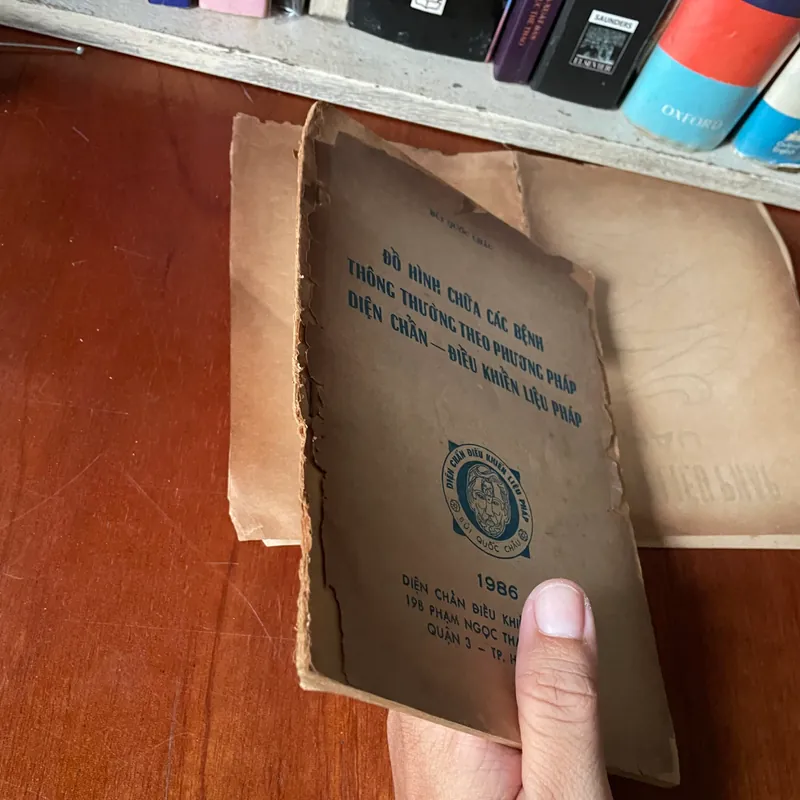 SAUNDERS
ELSEVIER
OXFORD
BÙI QUỐC CHÂU
ĐỒ HÌNH CHỮA CÁC BỆNH
THÔNG THƯỜNG THEO PHƯƠNG PHÁP
DIỆN CHẨN — ĐIỀU KHIỂN LIỆU PHÁP
DIỆN CHẨN ĐIỀU KHIỂN LIỆU PHÁP
BÙI QUỐC CHÂU
1986
DIỆN CHẨN ĐIỀU KHI
19B PHẠM NGỌC THẠ
QUẬN 3 — TP. H